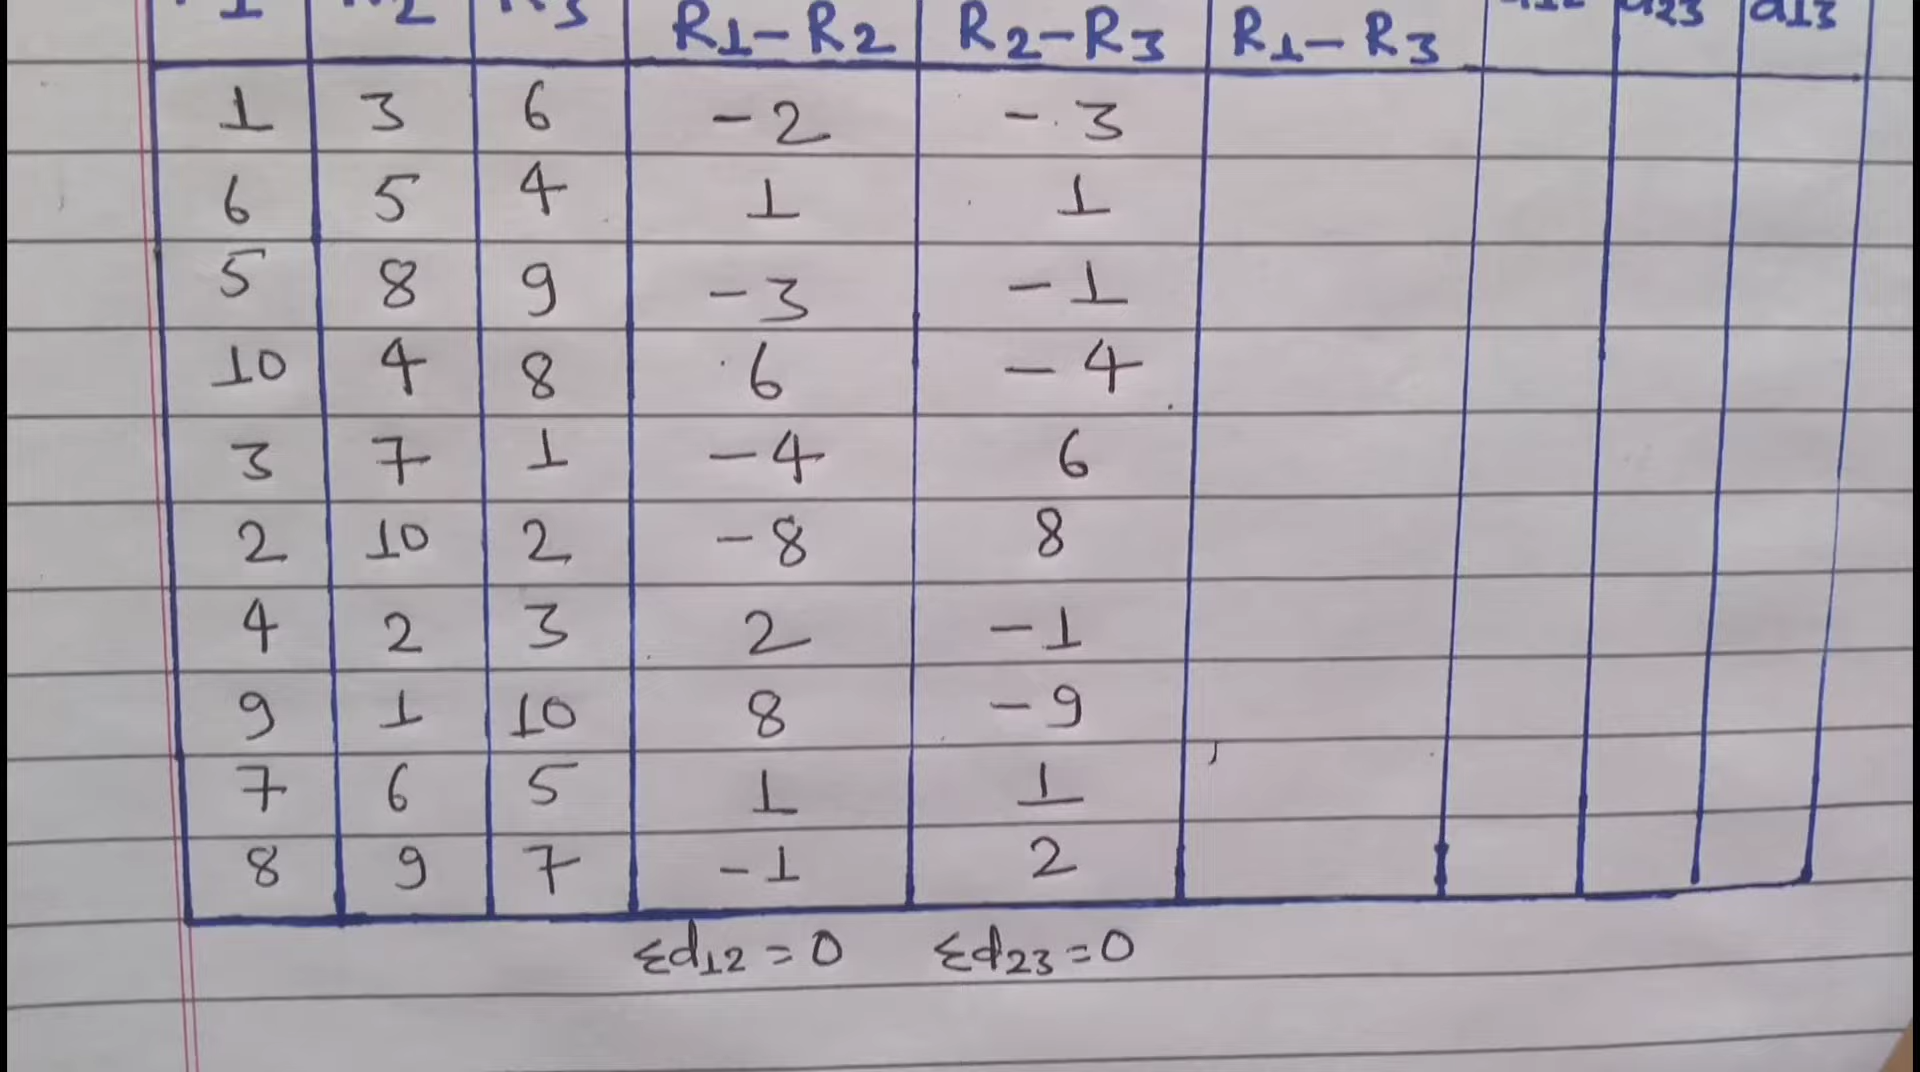 R1-R2 R2-R3 R1-R3
1 3 6 -2 -3
6 5 4 1 1
5 8 9 -3 -1
10 4 8 6 -4
3 7 1 -4 6
2 10 2 -8 8
4 2 3 2 -1
9 1 10 8 -9
7 6 5 1 1
8 9 7 -1 2
Σd12=0 Σd23=0